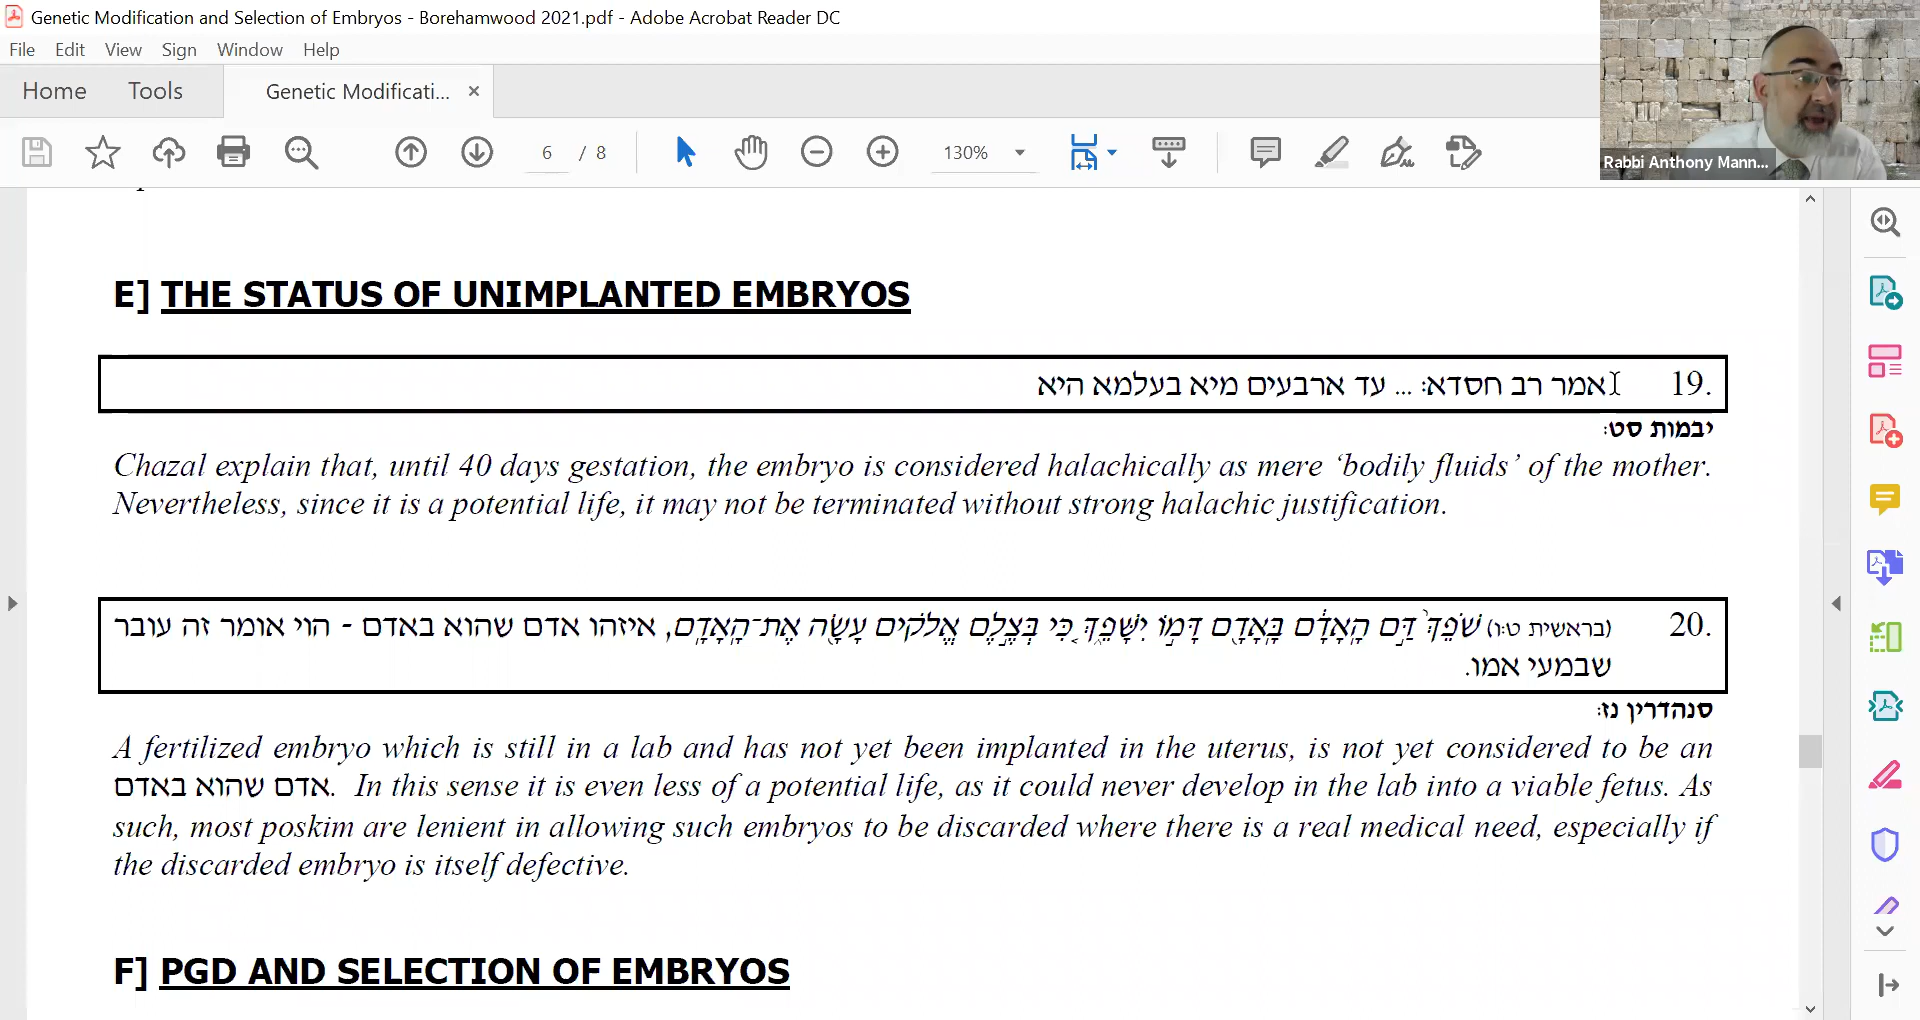 Genetic Modification and Selection of Embryos - Borehamwood 2021.pdf - Adobe Acrobat Reader DC
File Edit View Sign Window Help
Home Tools Genetic Modificati... ×
6 / 8 130%
Rabbi Anthony Mann...
E] THE STATUS OF UNIMPLANTED EMBRYOS
19. אמר רב חסדא: ... עד ארבעים מיא בעלמא היא
יבמות סט:
Chazal explain that, until 40 days gestation, the embryo is considered halachically as mere ‘bodily fluids’ of the mother.
Nevertheless, since it is a potential life, it may not be terminated without strong halachic justification.
20. (בראשית ט:ו) שֹׁפֵךְ֙ דַּ֣ם הָֽאָדָ֔ם בָּֽאָדָ֖ם דָּמ֣וֹ יִשָּׁפֵ֑ךְ כִּ֚י בְּצֶ֣לֶם אֱלֹקִ֔ים עָשָׂ֖ה אֶת־הָֽאָדָֽם, איזהו אדם שהוא באדם - הוי אומר זה עובר
שבמעי אמו.
סנהדרין נז:
A fertilized embryo which is still in a lab and has not yet been implanted in the uterus, is not yet considered to be an
אדם שהוא באדם. In this sense it is even less of a potential life, as it could never develop in the lab into a viable fetus. As
such, most poskim are lenient in allowing such embryos to be discarded where there is a real medical need, especially if
the discarded embryo is itself defective.
F] PGD AND SELECTION OF EMBRYOS